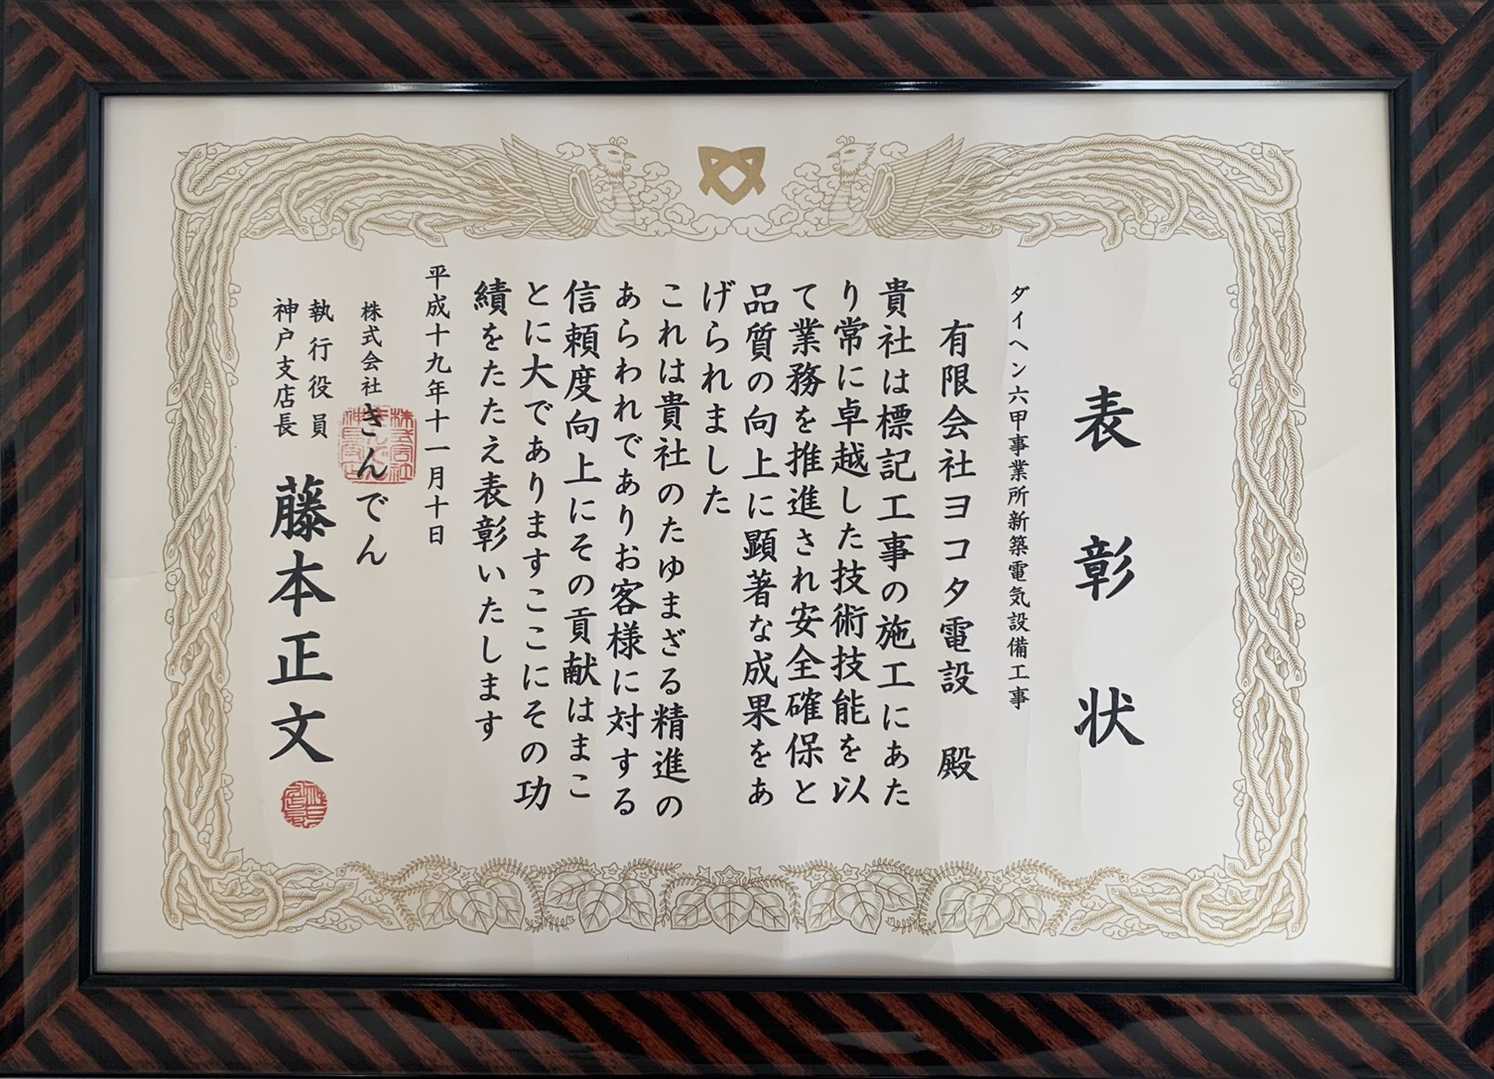 表彰状
ダイヘン六甲事業所新築電気設備工事
有限会社ヨコタ電設 殿
貴社は標記工事の施工にあた
り常に卓越した技術技能を以
て業務を推進され安全確保と
品質の向上に顕著な成果をあ
げられました
これは貴社のたゆまざる精進の
あらわれでありお客様に対する
信頼度向上にその貢献はまこ
とに大でありますここにその功
績をたたえ表彰いたします
平成十九年十一月十日
株式会社きんでん
執行役員
神戸支店長 藤本正文